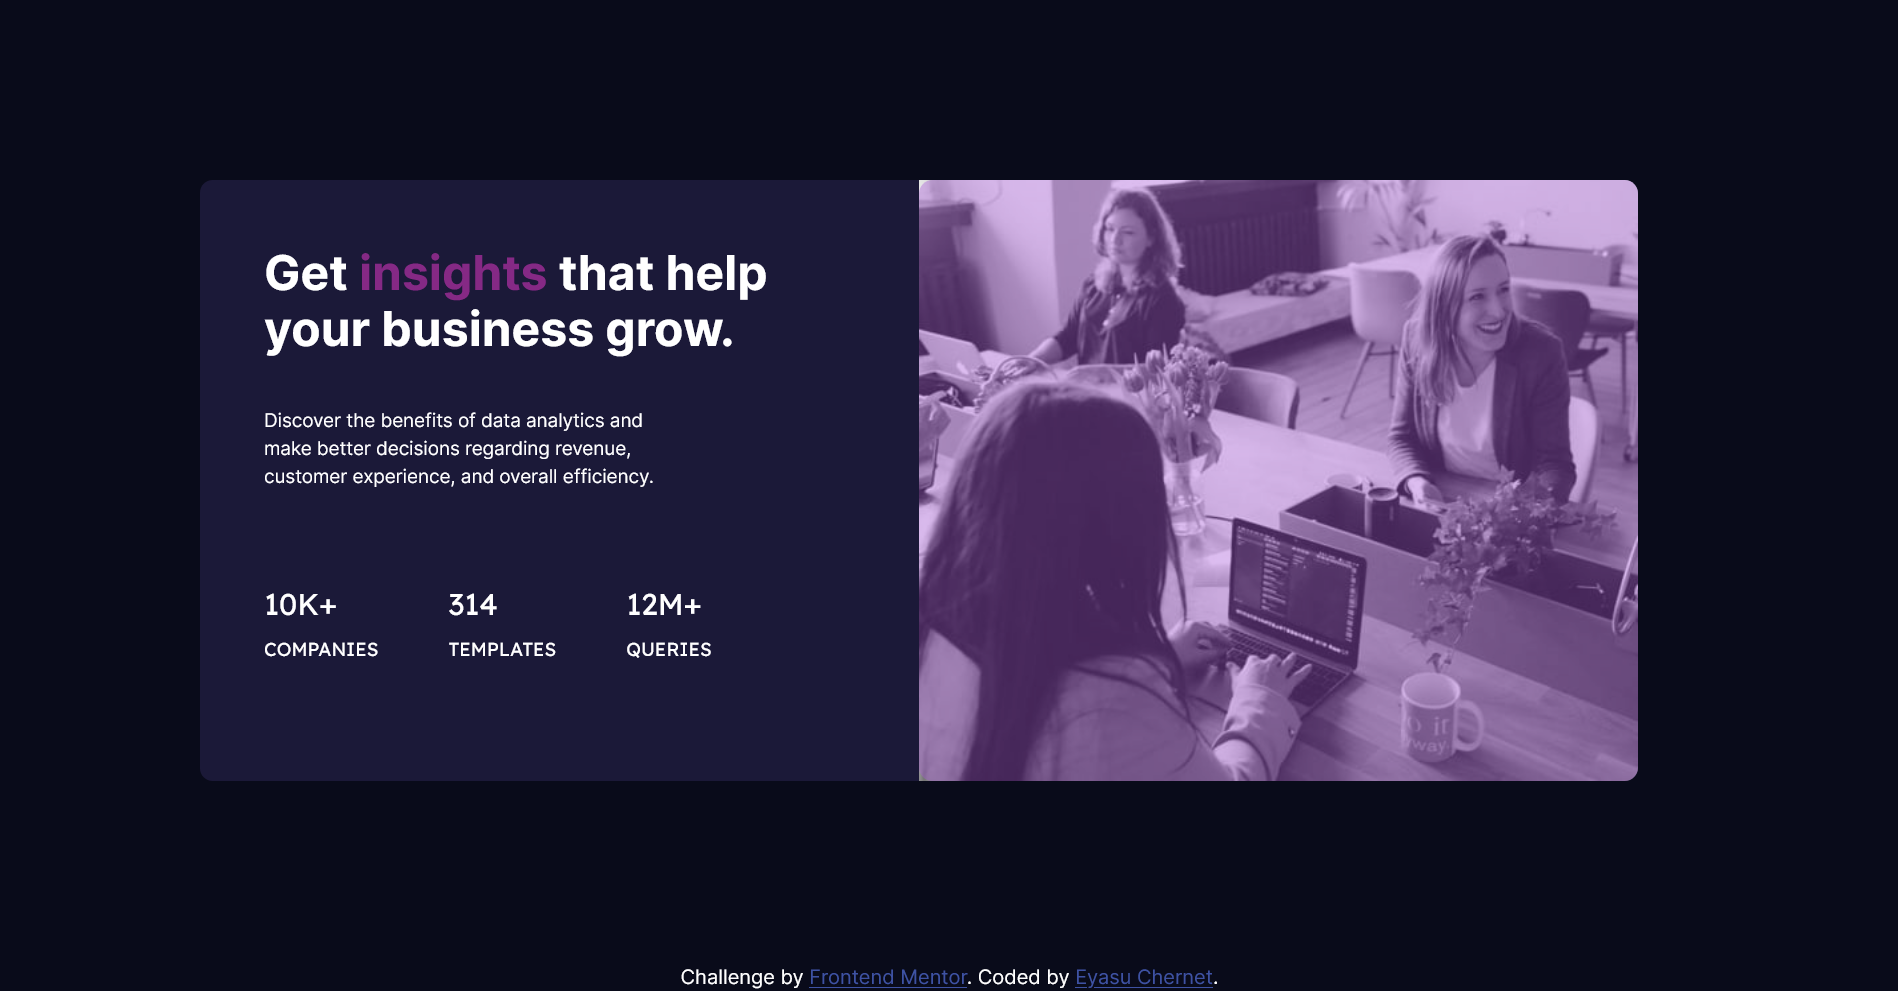 Get insights that help
your business grow.
Discover the benefits of data analytics and
make better decisions regarding revenue,
customer experience, and overall efficiency.
10K+ 314 12M+
COMPANIES TEMPLATES QUERIES
Challenge by Frontend Mentor. Coded by Eyasu Chernet.